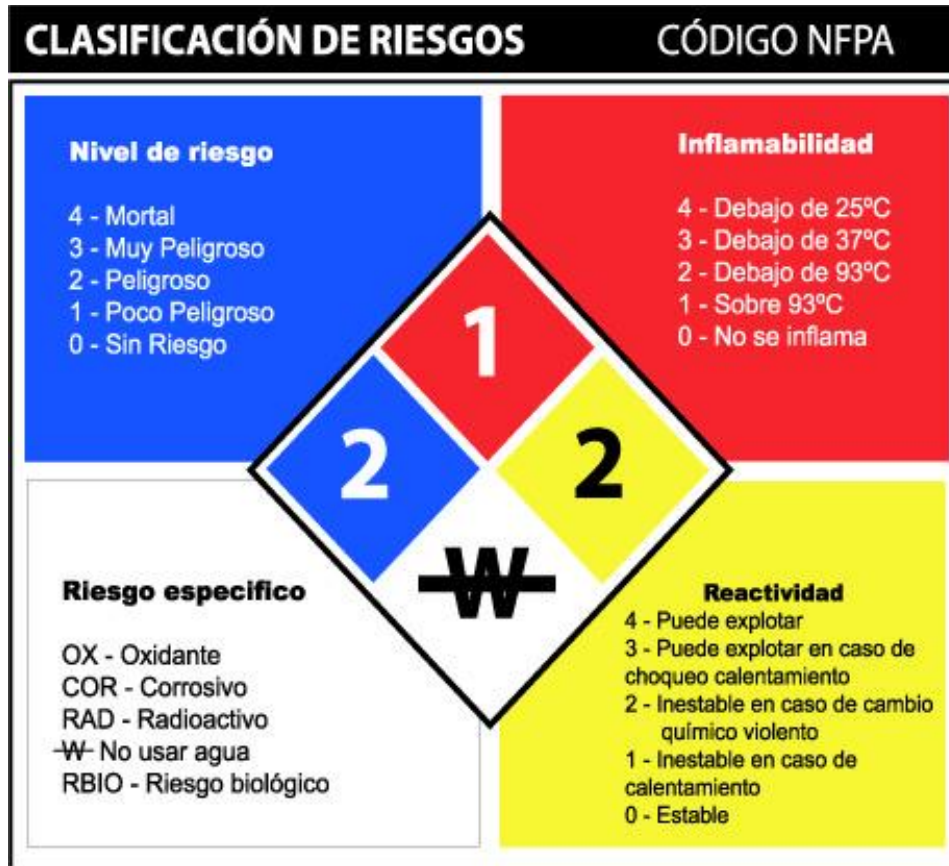 CLASIFICACIÓN DE RIESGOS CÓDIGO NFPA
Nivel de riesgo
4 - Mortal
3 - Muy Peligroso
2 - Peligroso
1 - Poco Peligroso
0 - Sin Riesgo
Inflamabilidad
4 - Debajo de 25ºC
3 - Debajo de 37ºC
2 - Debajo de 93ºC
1 - Sobre 93ºC
0 - No se inflama
1
2
2
W
Riesgo especifico
OX - Oxidante
COR - Corrosivo
RAD - Radioactivo
W No usar agua
RBIO - Riesgo biológico
Reactividad
4 - Puede explotar
3 - Puede explotar en caso de
choqueo calentamiento
2 - Inestable en caso de cambio
químico violento
1 - Inestable en caso de
calentamiento
0 - Estable